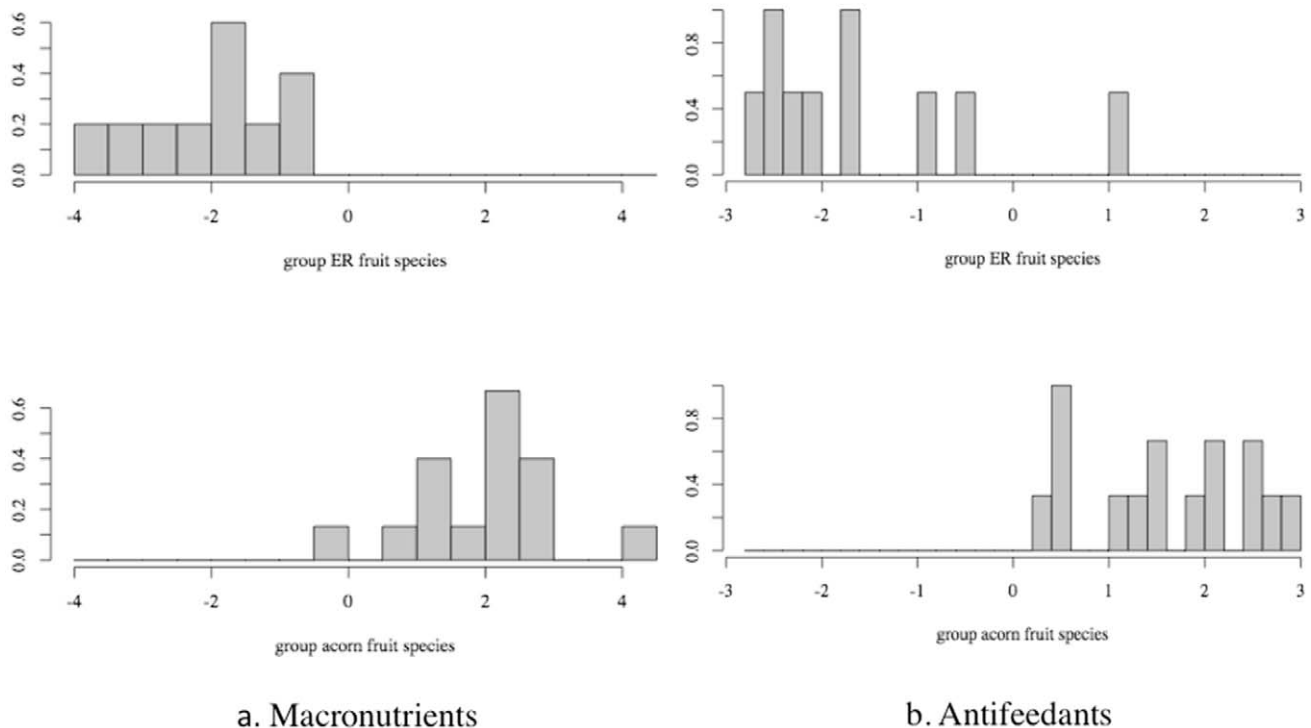 0.0 0.2 0.4 0.6
-4 -2 0 2 4
group ER fruit species
0.0 0.4 0.8
-3 -2 -1 0 1 2 3
group ER fruit species
0.0 0.2 0.4 0.6
-4 -2 0 2 4
group acorn fruit species
0.0 0.4 0.8
-3 -2 -1 0 1 2 3
group acorn fruit species
a. Macronutrients
b. Antifeedants